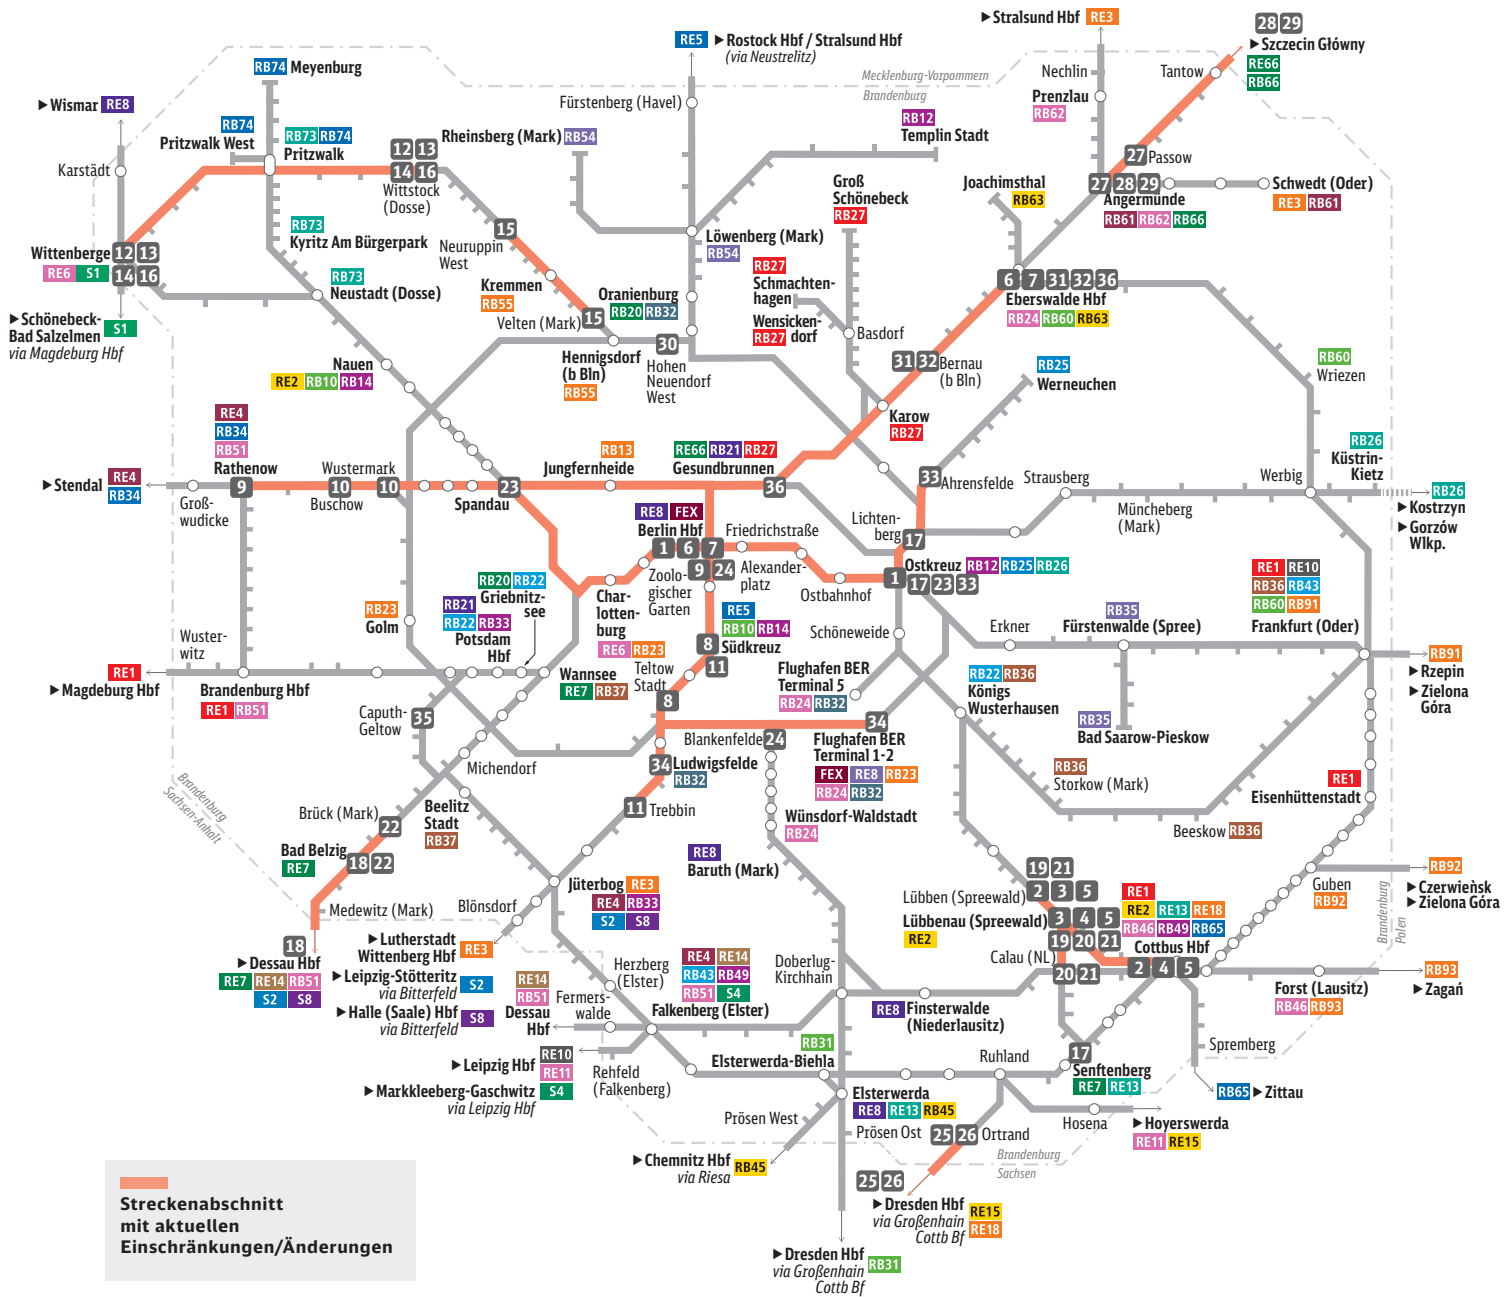 Stralsund Hbf RE3
28 29
Szczecin Główny
RE66
RB66
RE5 Rostock Hbf / Stralsund Hbf
(via Neustrelitz)
Mecklenburg-Vorpommern
Brandenburg
Nechlin
Tantow
Prenzlau
RB62
RB74 Meyenburg
Wismar RE8
Fürstenberg (Havel)
RB12
Templin Stadt
RB74
Pritzwalk West
RB73 RB74
Pritzwalk
12 13
14 16
Wittstock
(Dosse)
Rheinsberg (Mark) RB54
Karstädt
27 Passow
27 28 29
Angermünde
RB61 RB62 RB66
Schwedt (Oder)
RE3 RB61
Joachimsthal
RB63
Groß
Schönebeck
RB27
RB73
Kyritz Am Bürgerpark
15
Neuruppin
West
Löwenberg (Mark)
RB54
Wittenberge 12 13
RE6 S1 14 16
RB73
Neustadt (Dosse)
Kremmen
RB55
Velten (Mark) 15
Oranienburg
RB20 RB32
RB27
Schmachten-
hagen
Wensicken-
dorf
RB27
Basdorf
6 7 31 32 36
Eberswalde Hbf
RB24 RB60 RB63
Schönebeck-
Bad Salzelmen S1
via Magdeburg Hbf
Nauen
RE2 RB10 RB14
Hennigsdorf
(b Bln)
RB55
30
Hohen
Neuendorf
West
31 32
Bernau
(b Bln)
RB25
Werneuchen
RB60
Wriezen
Karow
RB27
RE4
RB34
RB51
Rathenow
9
Wustermark
10 10
Buschow
Stendal RE4
RB34
Groß-
wudicke
Spandau
23
RB13
Jungfernheide
RE66 RB21 RB27
Gesundbrunnen
36
33
Ahrensfelde
Strausberg
Müncheberg
(Mark)
Werbig
RB26
Küstrin-
Kietz
RB26
Kostrzyn
Gorzów
Wlkp.
RE8 FEX
Berlin Hbf
1 6 7
9 24
Friedrichstraße
Alexander-
platz
Zoolo-
gischer
Garten
Lichten-
berg
17
Ostkreuz RB12 RB25 RB26
1 17 23 33
Ostbahnhof
RB20 RB22
Griebnitz-
see
RB21
RB22 RB33
Potsdam
Hbf
RB23
Golm
Char-
lotten-
burg
RE6 RB23
RE5
RB10 RB14
8 Südkreuz
11
Schöneweide
Erkner
RB35
Fürstenwalde (Spree)
RE1 RE10
RB36 RB43
RB60 RB91
Frankfurt (Oder)
RB91
Rzepin
Zielona
Góra
Wuster-
witz
RE1
Magdeburg Hbf
Brandenburg Hbf
RE1 RB51
Wannsee
RE7 RB37
Teltow
Stadt
8
Flughafen BER
Terminal 5
RB24 RB32
RB22 RB36
Königs
Wusterhausen
RB35
Bad Saarow-Pieskow
Caputh-
Geltow
35
Michendorf
Blankenfelde 24
34
Flughafen BER
Terminal 1-2
FEX RE8 RB23
RB24 RB32
34 Ludwigsfelde
RB32
RB36
Storkow (Mark)
RE1
Eisenhüttenstadt
Brandenburg
Sachsen-Anhalt
Brück (Mark)
22
Beelitz
Stadt
RB37
11 Trebbin
Wünsdorf-Waldstadt
RB24
Beeskow RB36
Bad Belzig
RE7
18 22
RE8
Baruth (Mark)
19 21
Lübben (Spreewald) 2 3 5
Lübbenau (Spreewald) 3 4 5
RE2
19 20 21
Calau (NL)
20 21
RE1
RE2 RE13 RE18
RB46 RB49 RB65
Cottbus Hbf
2 4 5
Guben
RB92
RB92
Czerwieńsk
Zielona Góra
Brandenburg
Polen
Medewitz (Mark)
18
Dessau Hbf
RE7 RE14 RB51
S2 S8
Jüterbog RE3
RE4 RB33
S2 S8
Blönsdorf
Lutherstadt
Wittenberg Hbf RE3
Leipzig-Stötteritz S2
via Bitterfeld
Halle (Saale) Hbf S8
via Bitterfeld
Herzberg
(Elster)
RE14
RB51
Dessau
Hbf
Fermers-
walde
RE4 RE14
RB43 RB49
RB51 S4
Falkenberg (Elster)
Doberlug-
Kirchhain
RE8 Finsterwalde
(Niederlausitz)
Forst (Lausitz)
RB46 RB93
RB93
Zagań
Leipzig Hbf RE10
RE11
Markkleeberg-Gaschwitz S4
via Leipzig Hbf
Rehfeld
(Falkenberg)
RB31
Elsterwerda-Biehla
Ruhland
17
Senftenberg
RE7 RE13
Spremberg
RB65 Zittau
Elsterwerda
RE8 RE13 RB45
Prösen West
Prösen Ost
25 26 Ortrand
Hosena
Hoyerswerda
RE11 RE15
Brandenburg
Sachsen
Chemnitz Hbf RB45
via Riesa
25 26
Dresden Hbf RE15
via Großenhain RE18
Cottb Bf
Dresden Hbf RB31
via Großenhain
Cottb Bf
Streckenabschnitt
mit aktuellen
Einschränkungen/Änderungen